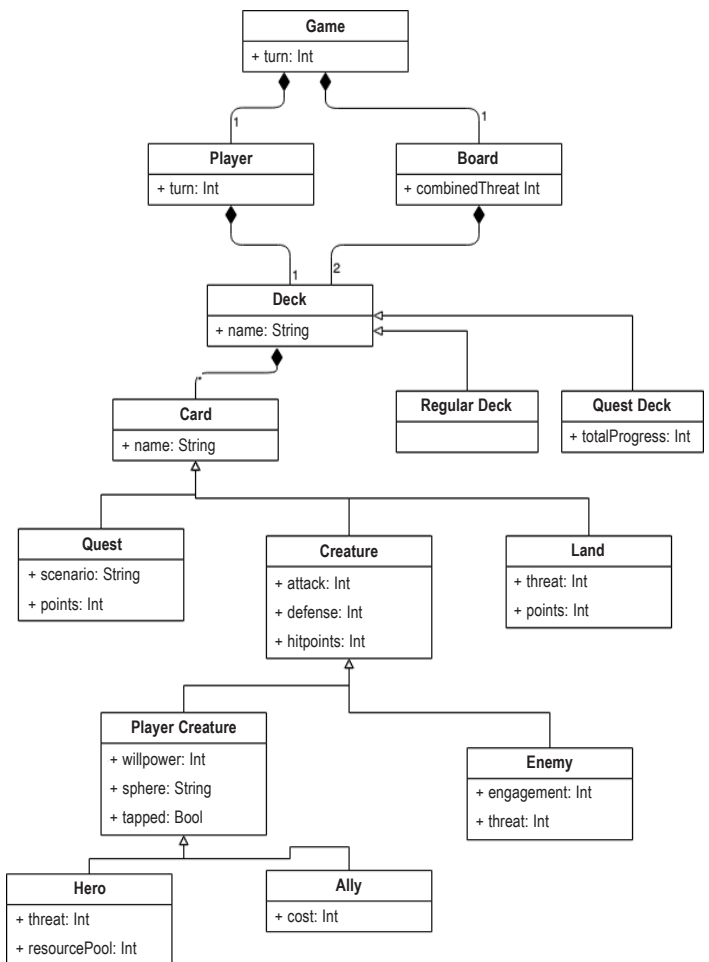 Game
+ turn: Int
1
1
Player
+ turn: Int
Board
+ combinedThreat Int
1
2
Deck
+ name: String
*
Card
+ name: String
Regular Deck
Quest Deck
+ totalProgress: Int
Quest
+ scenario: String
+ points: Int
Creature
+ attack: Int
+ defense: Int
+ hitpoints: Int
Land
+ threat: Int
+ points: Int
Player Creature
+ willpower: Int
+ sphere: String
+ tapped: Bool
Enemy
+ engagement: Int
+ threat: Int
Hero
+ threat: Int
+ resourcePool: Int
Ally
+ cost: Int